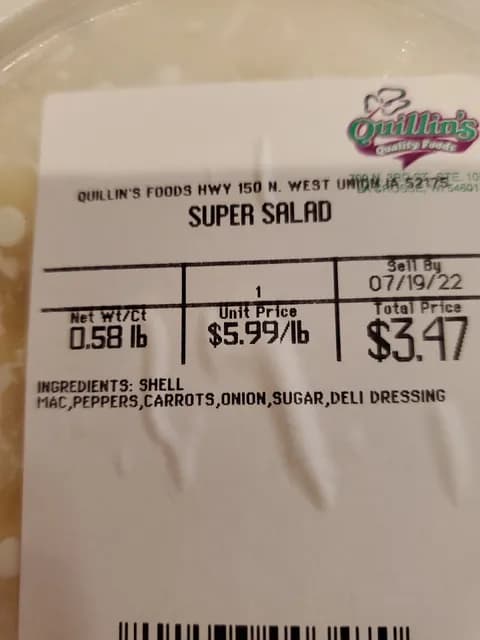 Quillin's
Quality Foods
QUILLIN'S FOODS HWY 150 N. WEST UNION IA 52175
SUPER SALAD
Sell By
1
07/19/22
Net Wt/Ct
Unit Price
Total Price
0.58 lb
$5.99/lb
$3.47
INGREDIENTS: SHELL
MAC,PEPPERS,CARROTS,ONION,SUGAR,DELI DRESSING